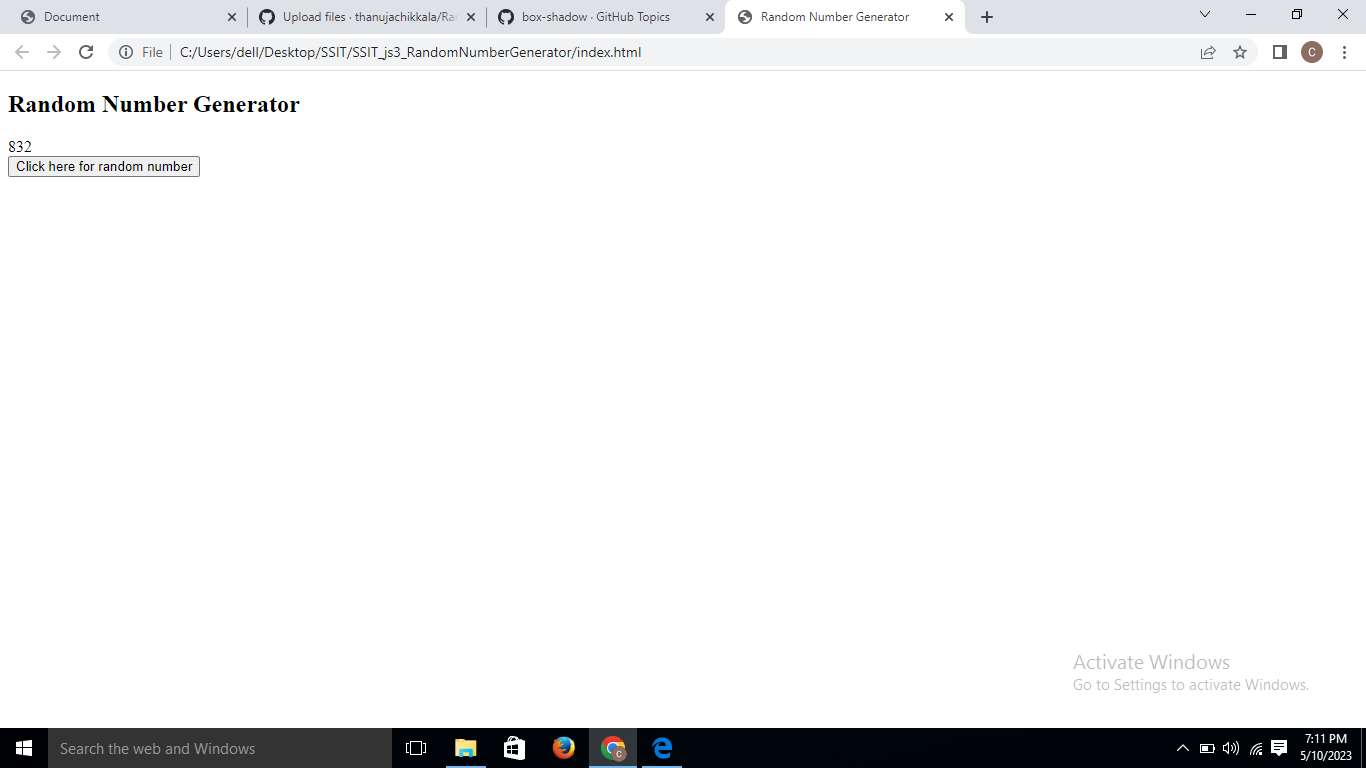 Document
Upload files · thanujachikkala/Ra
box-shadow · GitHub Topics
Random Number Generator
File
C:/Users/dell/Desktop/SSIT/SSIT_js3_RandomNumberGenerator/index.html
C
Random Number Generator
832
Click here for random number
Activate Windows
Go to Settings to activate Windows.
Search the web and Windows
C
7:11 PM
5/10/2023